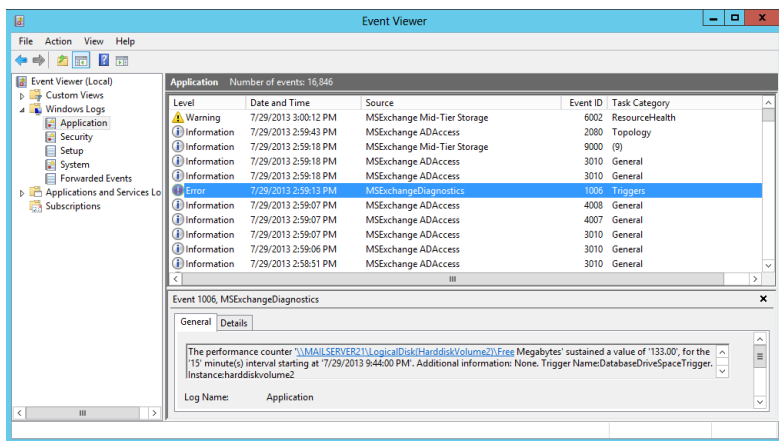 Event Viewer
File Action View Help
Event Viewer (Local)
Custom Views
Windows Logs
Application
Security
Setup
System
Forwarded Events
Applications and Services Lo
Subscriptions
Application Number of events: 16,846
Level Date and Time Source Event ID Task Category
Warning 7/29/2013 3:00:12 PM MSExchange Mid-Tier Storage 6002 ResourceHealth
Information 7/29/2013 2:59:43 PM MSExchange ADAccess 2080 Topology
Information 7/29/2013 2:59:18 PM MSExchange Mid-Tier Storage 9000 (9)
Information 7/29/2013 2:59:18 PM MSExchange ADAccess 3010 General
Information 7/29/2013 2:59:18 PM MSExchange ADAccess 3010 General
Error 7/29/2013 2:59:13 PM MSExchangeDiagnostics 1006 Triggers
Information 7/29/2013 2:59:07 PM MSExchange ADAccess 4008 General
Information 7/29/2013 2:59:07 PM MSExchange ADAccess 4007 General
Information 7/29/2013 2:59:07 PM MSExchange ADAccess 3010 General
Information 7/29/2013 2:59:06 PM MSExchange ADAccess 3010 General
Information 7/29/2013 2:58:51 PM MSExchange ADAccess 3010 General
Event 1006, MSExchangeDiagnostics
General Details
The performance counter '\\MAILSERVER21\LogicalDisk(HarddiskVolume2)\Free Megabytes' sustained a value of '133.00', for the
'15' minute(s) interval starting at '7/29/2013 9:44:00 PM'. Additional information: None. Trigger Name:DatabaseDriveSpaceTrigger.
Instance:harddiskvolume2
Log Name: Application